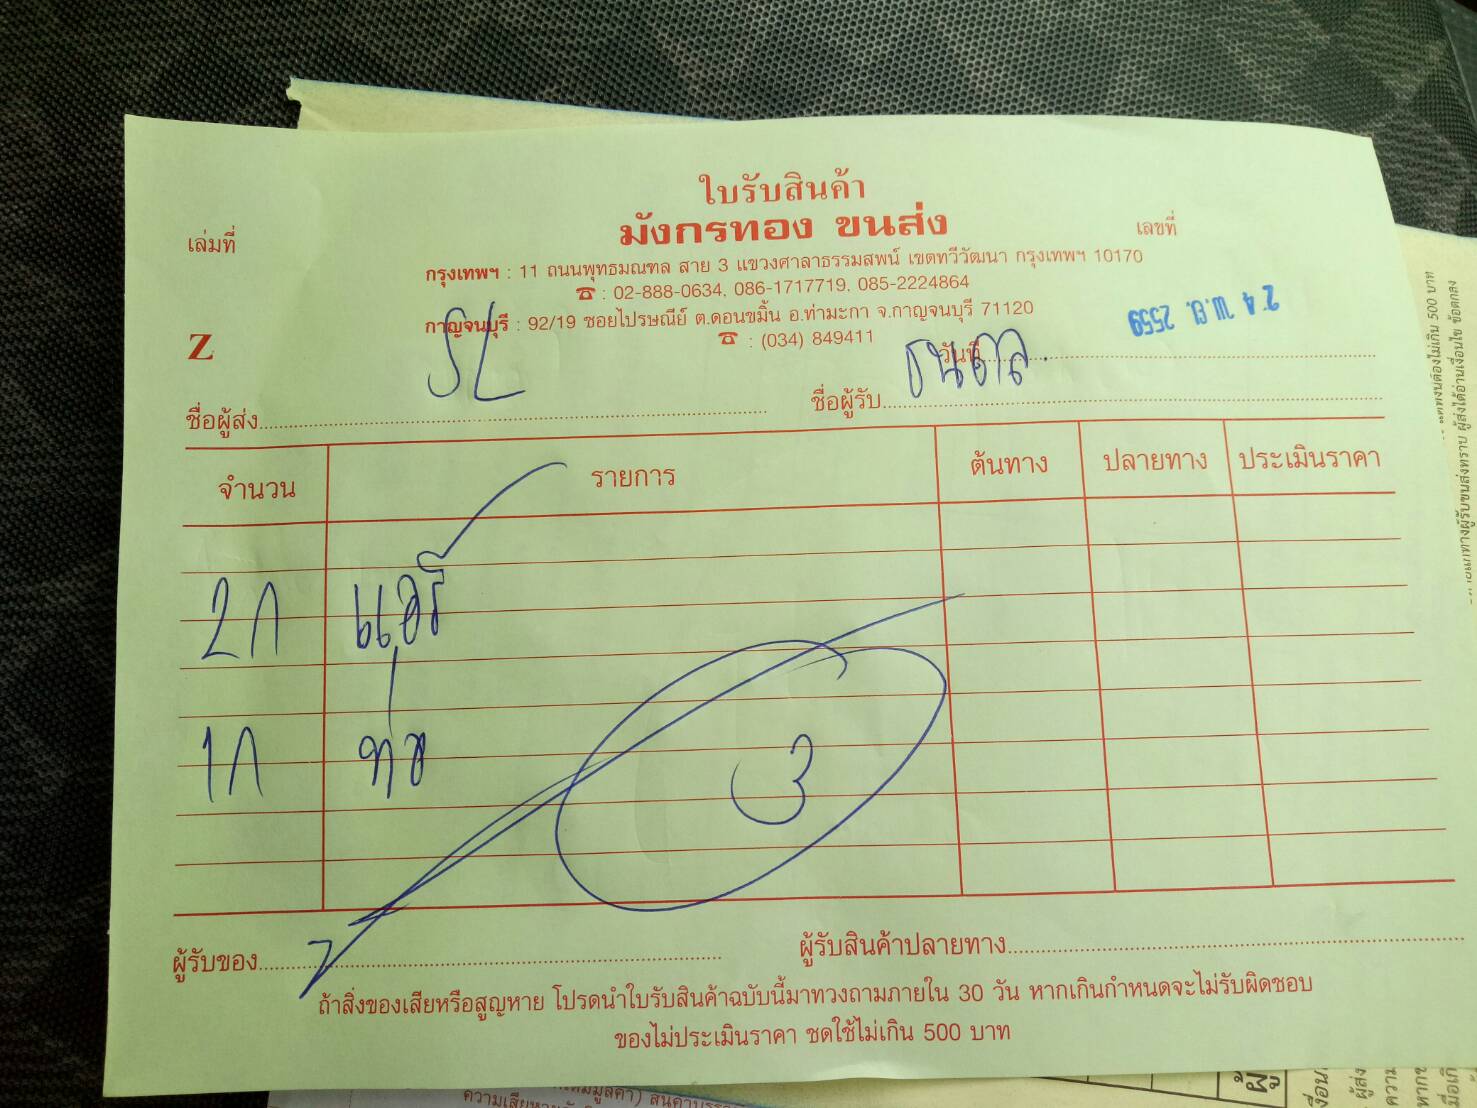 ใบรับสินค้า
เล่มที่ มังกรทอง ขนส่ง เลขที่
กรุงเทพฯ : 11 ถนนพุทธมณฑล สาย 3 แขวงศาลาธรรมสพน์ เขตทวีวัฒนา กรุงเทพฯ 10170
☎ : 02-888-0634, 086-1717719, 085-2224864
กาญจนบุรี : 92/19 ซอยไปรษณีย์ ต.ดอนขมิ้น อ.ท่ามะกา จ.กาญจนบุรี 71120
☎ : (034) 849411
Z
วันที่ 24 พ.ย. 2559
ชื่อผู้ส่ง SL ชื่อผู้รับ ธนดล
จำนวน รายการ ต้นทาง ปลายทาง ประเมินราคา
2ก แอร์
1ก ท่อ
3
ผู้รับของ ผู้รับสินค้าปลายทาง
ถ้าสิ่งของเสียหรือสูญหาย โปรดนำใบรับสินค้าฉบับนี้มาทวงถามภายใน 30 วัน หากเกินกำหนดจะไม่รับผิดชอบ
ของไม่ประเมินราคา ชดใช้ไม่เกิน 500 บาท